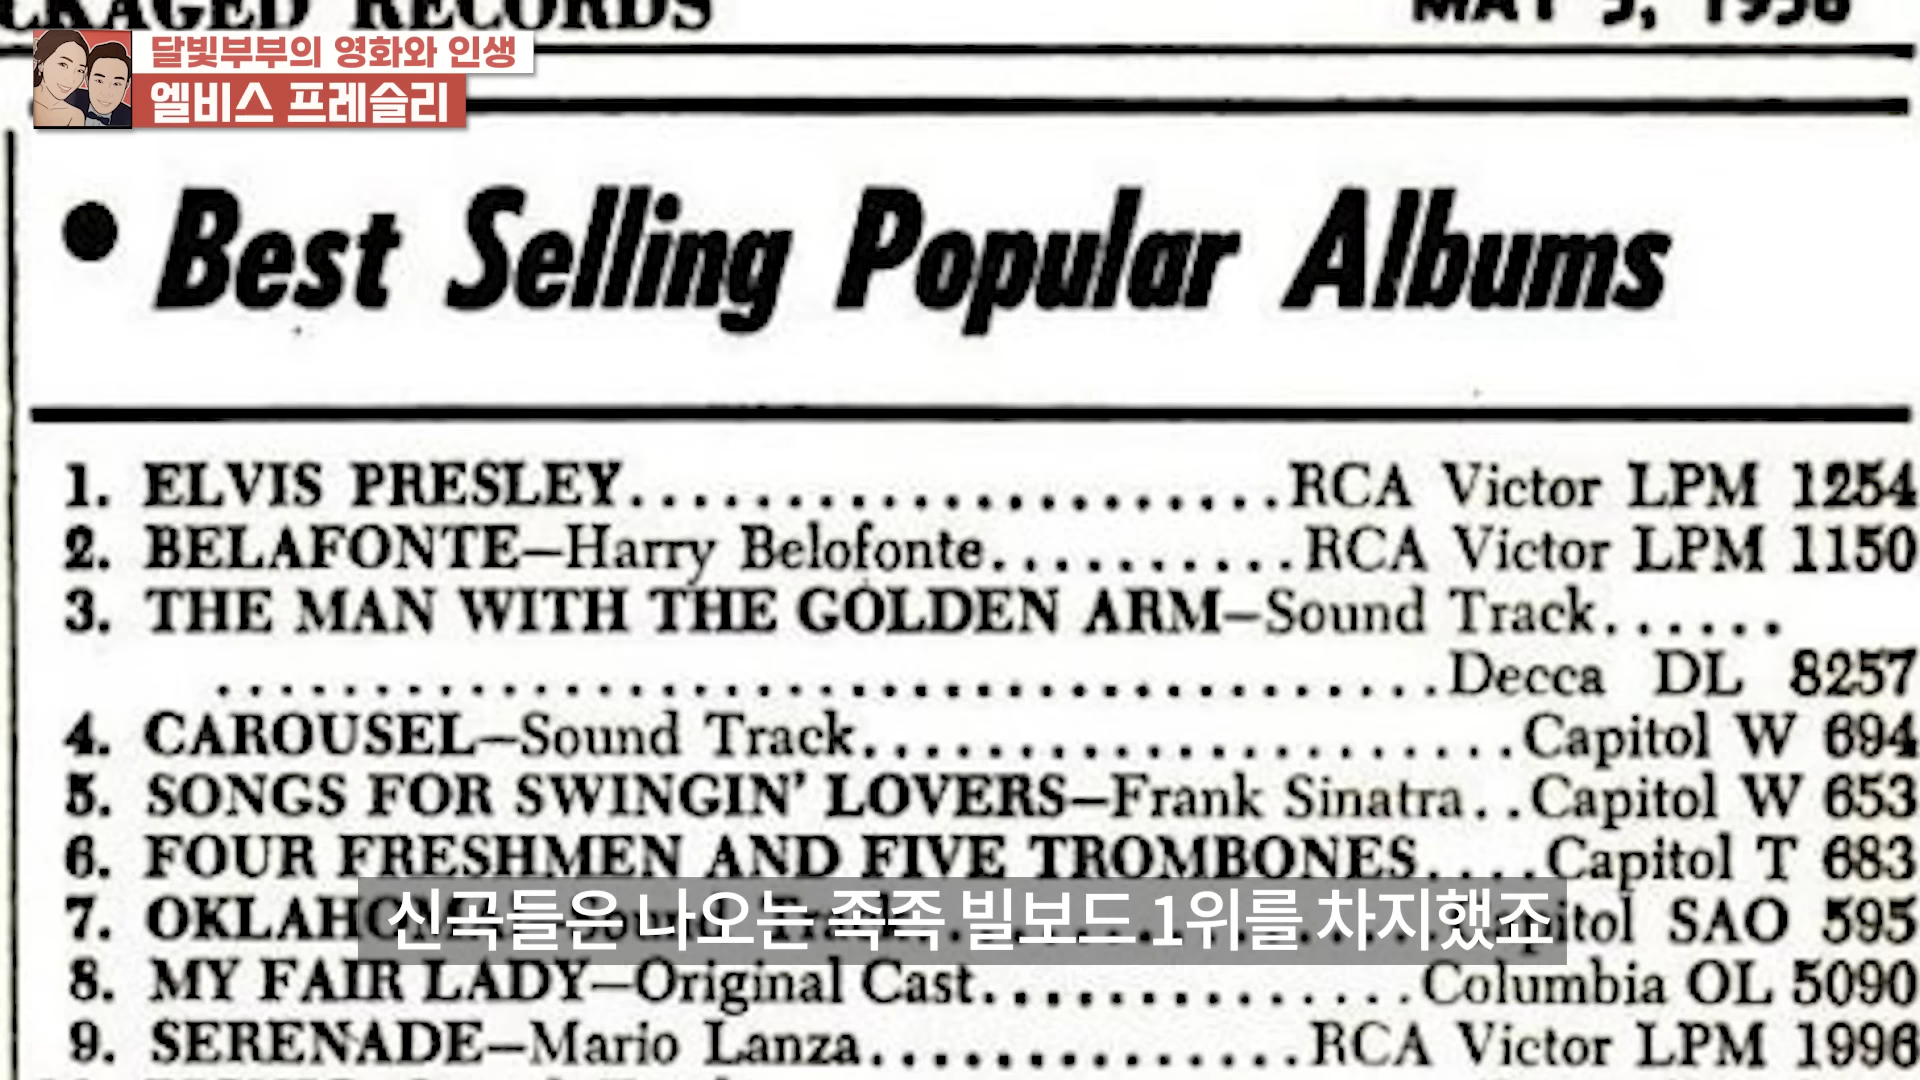 PACKAGED RECORDS MAY 5, 1956
달빛부부의 영화와 인생
엘비스 프레슬리
• Best Selling Popular Albums
1. ELVIS PRESLEY......................RCA Victor LPM 1254
2. BELAFONTE—Harry Belofonte..........RCA Victor LPM 1150
3. THE MAN WITH THE GOLDEN ARM—Sound Track......
.......................................Decca DL 8257
4. CAROUSEL—Sound Track.....................Capitol W 694
5. SONGS FOR SWINGIN' LOVERS—Frank Sinatra..Capitol W 653
6. FOUR FRESHMEN AND FIVE TROMBONES....Capitol T 683
7. SAO 595
신곡들은 나오는 족족 빌보드 1위를 차지했죠
8. MY FAIR LADY—Original Cast..............Columbia OL 5090
9. SERENADE—Mario Lanza..............RCA Victor LPM 1996